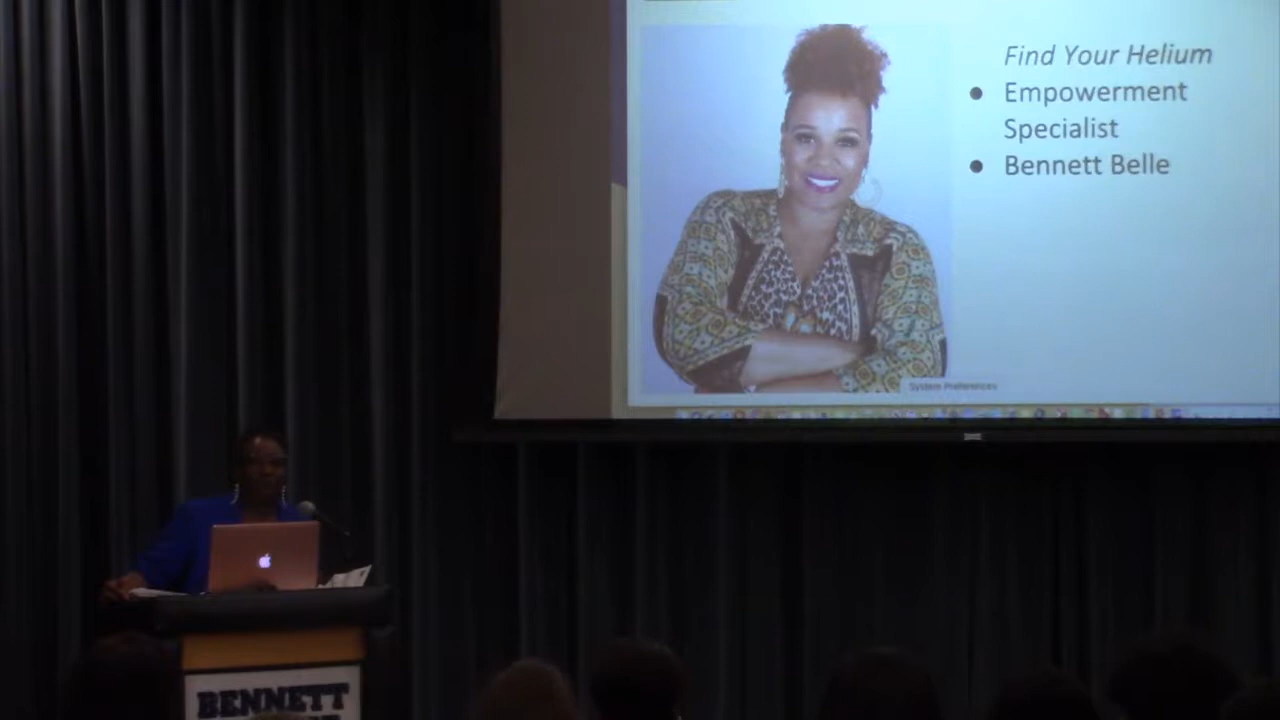 Find Your Helium
● Empowerment
Specialist
● Bennett Belle
System Preferences
BENNETT